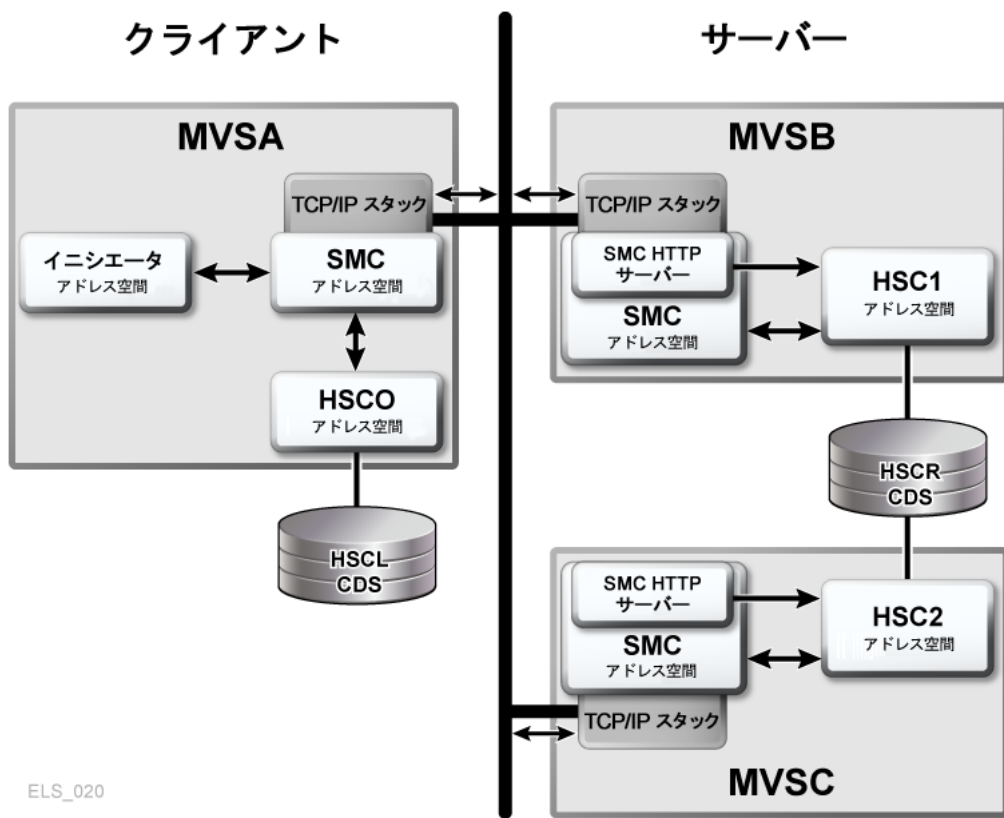 クライアント
サーバー
MVSA
TCP/IP スタック
イニシエータ
アドレス空間
SMC
アドレス空間
HSCO
アドレス空間
HSCL
CDS
MVSB
TCP/IP スタック
SMC HTTP
サーバー
SMC
アドレス空間
HSC1
アドレス空間
HSCR
CDS
SMC HTTP
サーバー
SMC
アドレス空間
HSC2
アドレス空間
TCP/IP スタック
MVSC
ELS_020